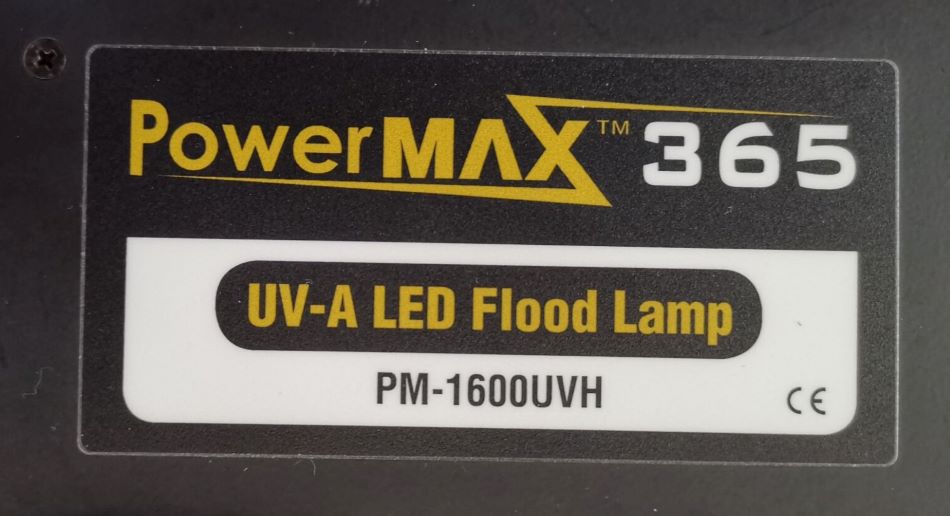 PowerMAX™ 365
UV-A LED Flood Lamp
PM-1600UVH
CE